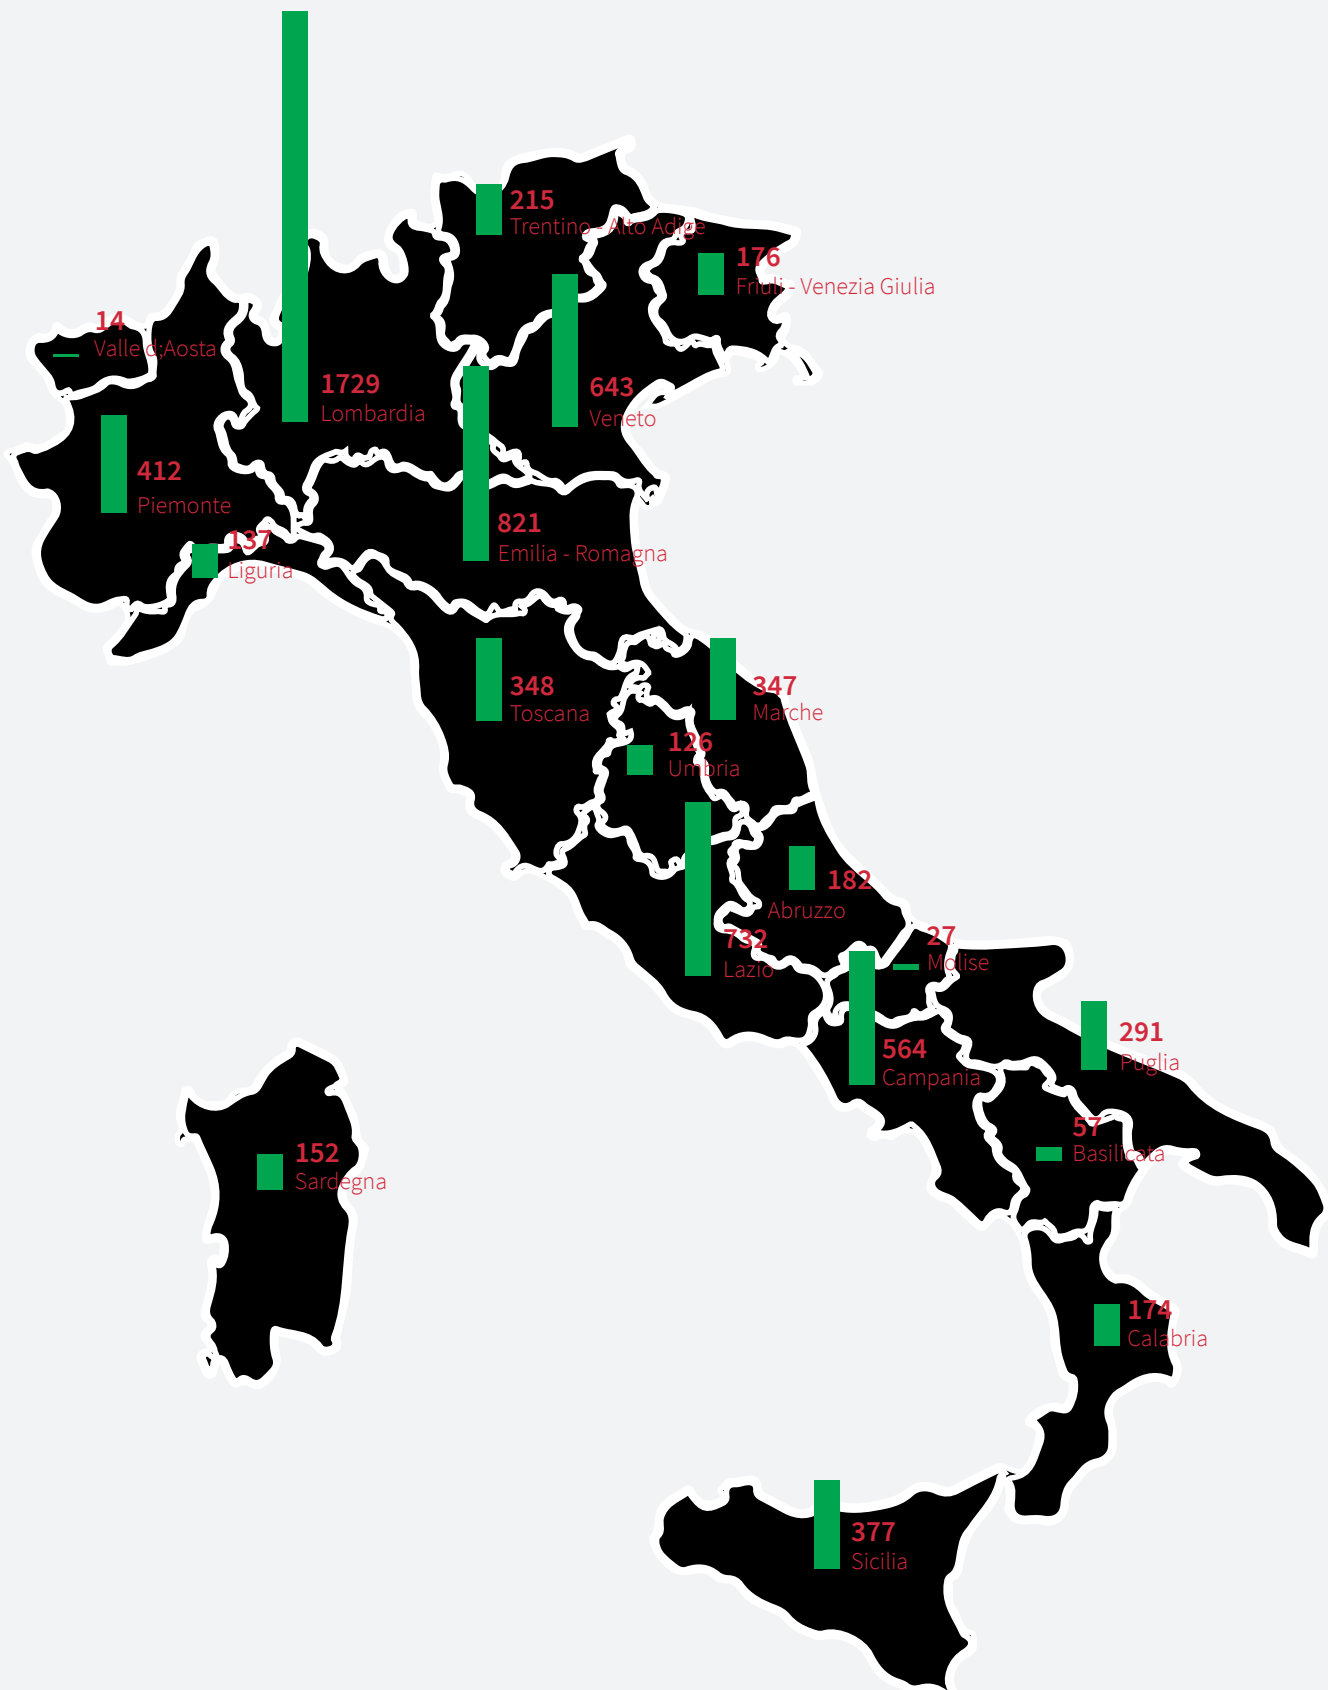 215
Trentino - Alto Adige
176
Friuli - Venezia Giulia
14
Valle d;Aosta
1729
Lombardia
643
Veneto
412
Piemonte
821
Emilia - Romagna
137
Liguria
348
Toscana
347
Marche
126
Umbria
182
Abruzzo
732
Lazio
27
Molise
291
Puglia
564
Campania
57
Basilicata
152
Sardegna
174
Calabria
377
Sicilia